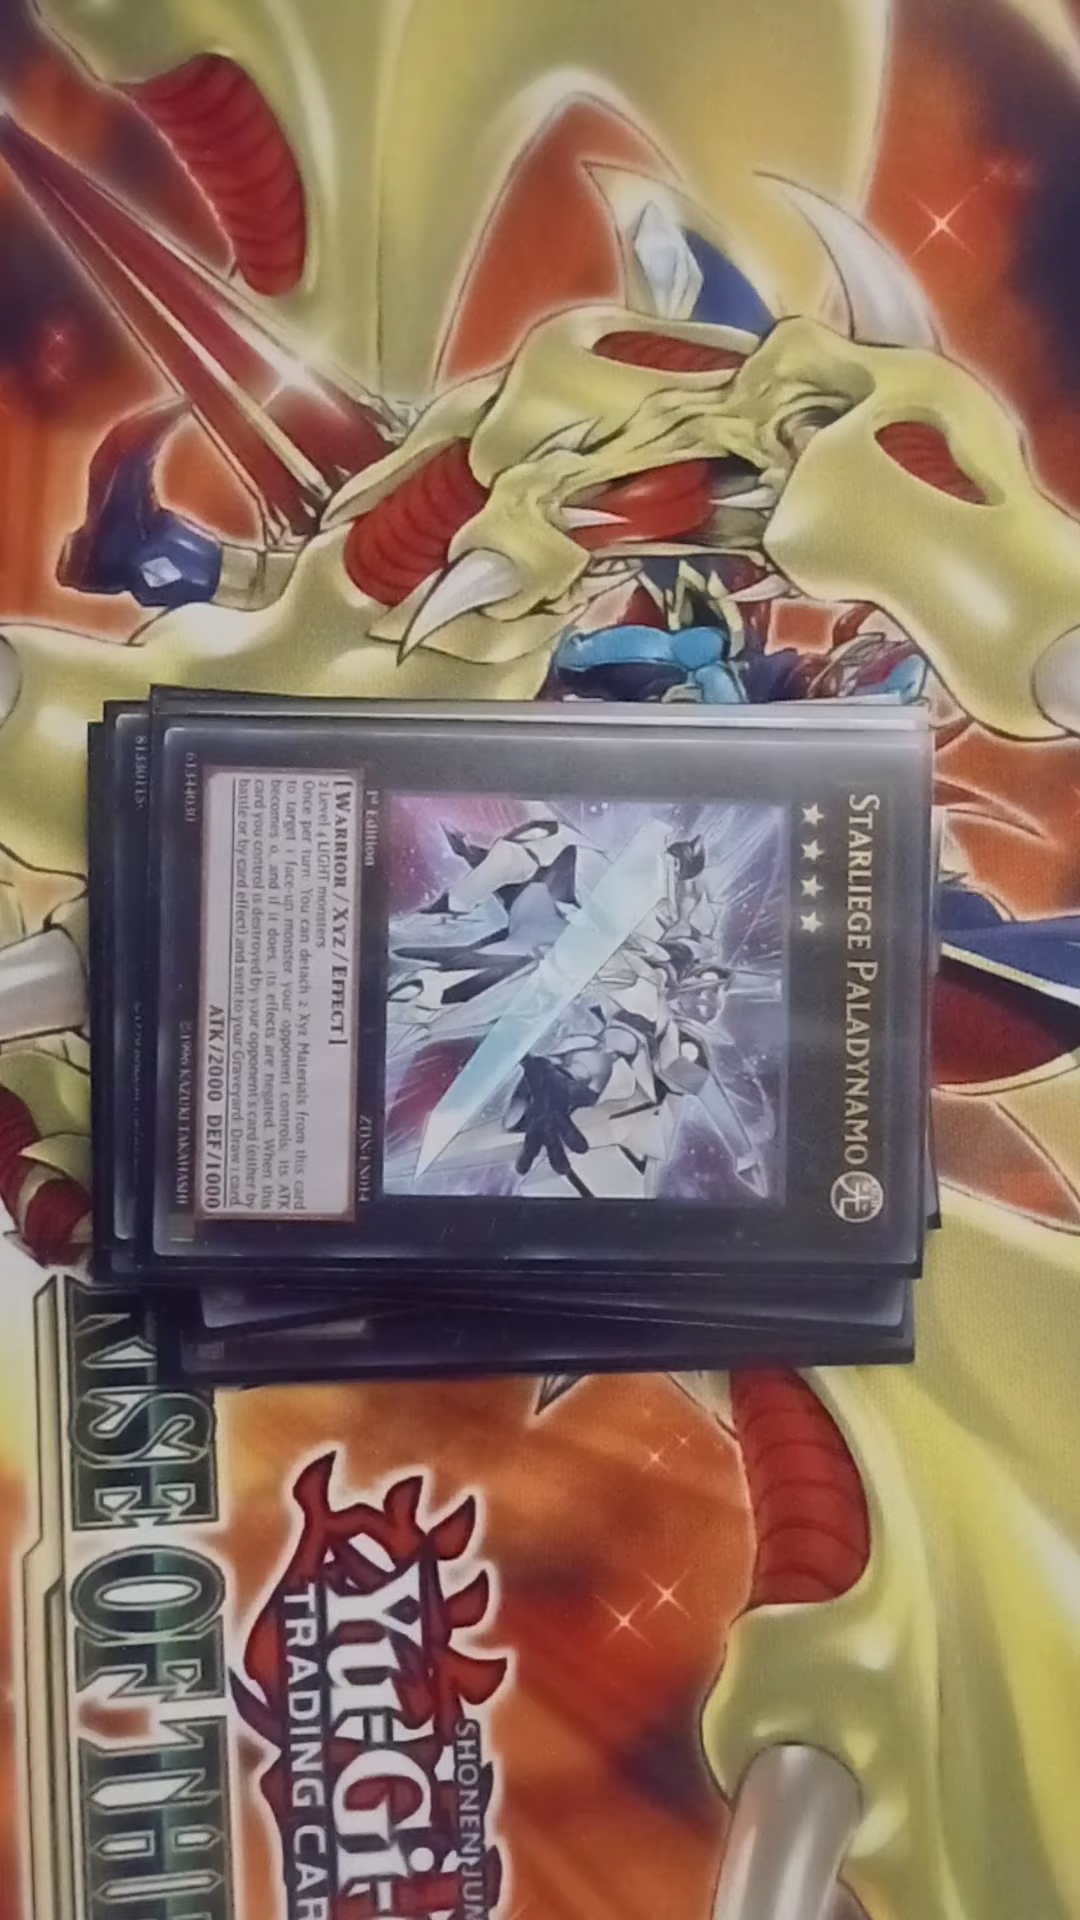 STARLIEGE PALADYNAMO
光
1st Edition
ZTIN-EN014
[WARRIOR / XYZ / EFFECT]
2 Level 4 LIGHT monsters
Once per turn: You can detach 2 Xyz Materials from this card
to target 1 face-up monster your opponent controls; its ATK
becomes 0, and if it does, its effects are negated. When this
card you control is destroyed by your opponent's card (either by
battle or by card effect) and sent to your Graveyard: Draw 1 card.
ATK/2000 DEF/1000
61344030
©1996 KAZUKI TAKAHASHI
SHONEN JUM
YU-GI-
TRADING CAR
RISE OF THE